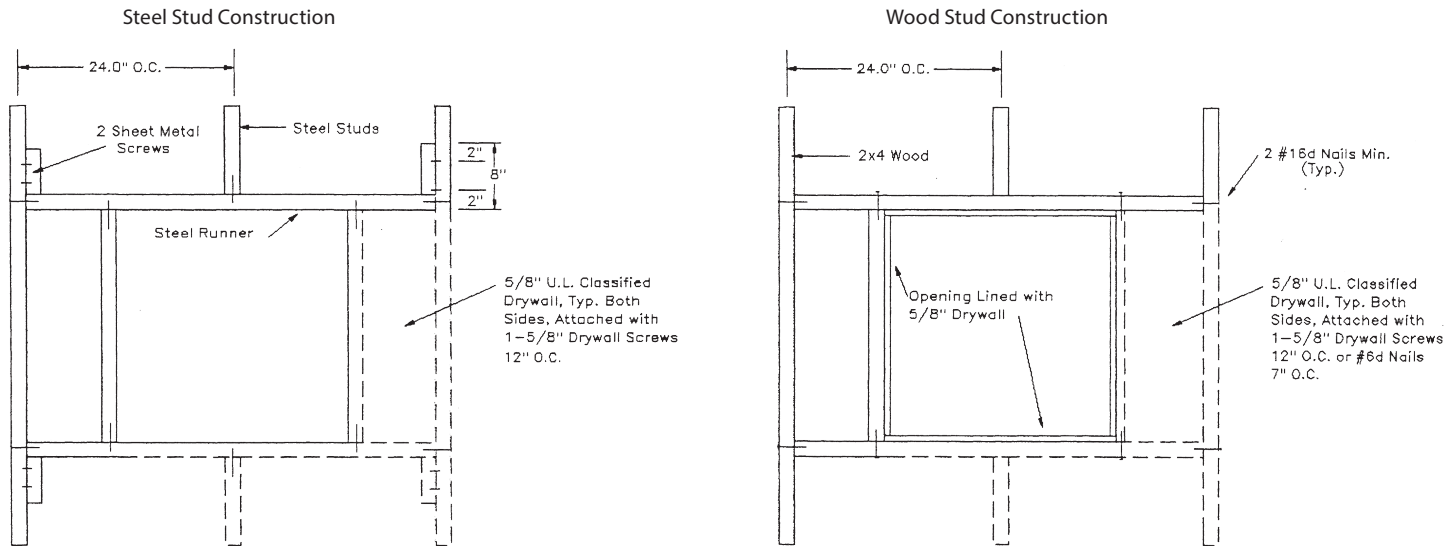 Steel Stud Construction
24.0" O.C.
2 Sheet Metal
Screws
Steel Studs
2"
8"
2"
Steel Runner
5/8" U.L. Classified
Drywall, Typ. Both
Sides, Attached with
1-5/8" Drywall Screws
12" O.C.
Wood Stud Construction
24.0" O.C.
2x4 Wood
2 #16d Nails Min.
(Typ.)
Opening Lined with
5/8" Drywall
5/8" U.L. Classified
Drywall, Typ. Both
Sides, Attached with
1-5/8" Drywall Screws
12" O.C. or #6d Nails
7" O.C.